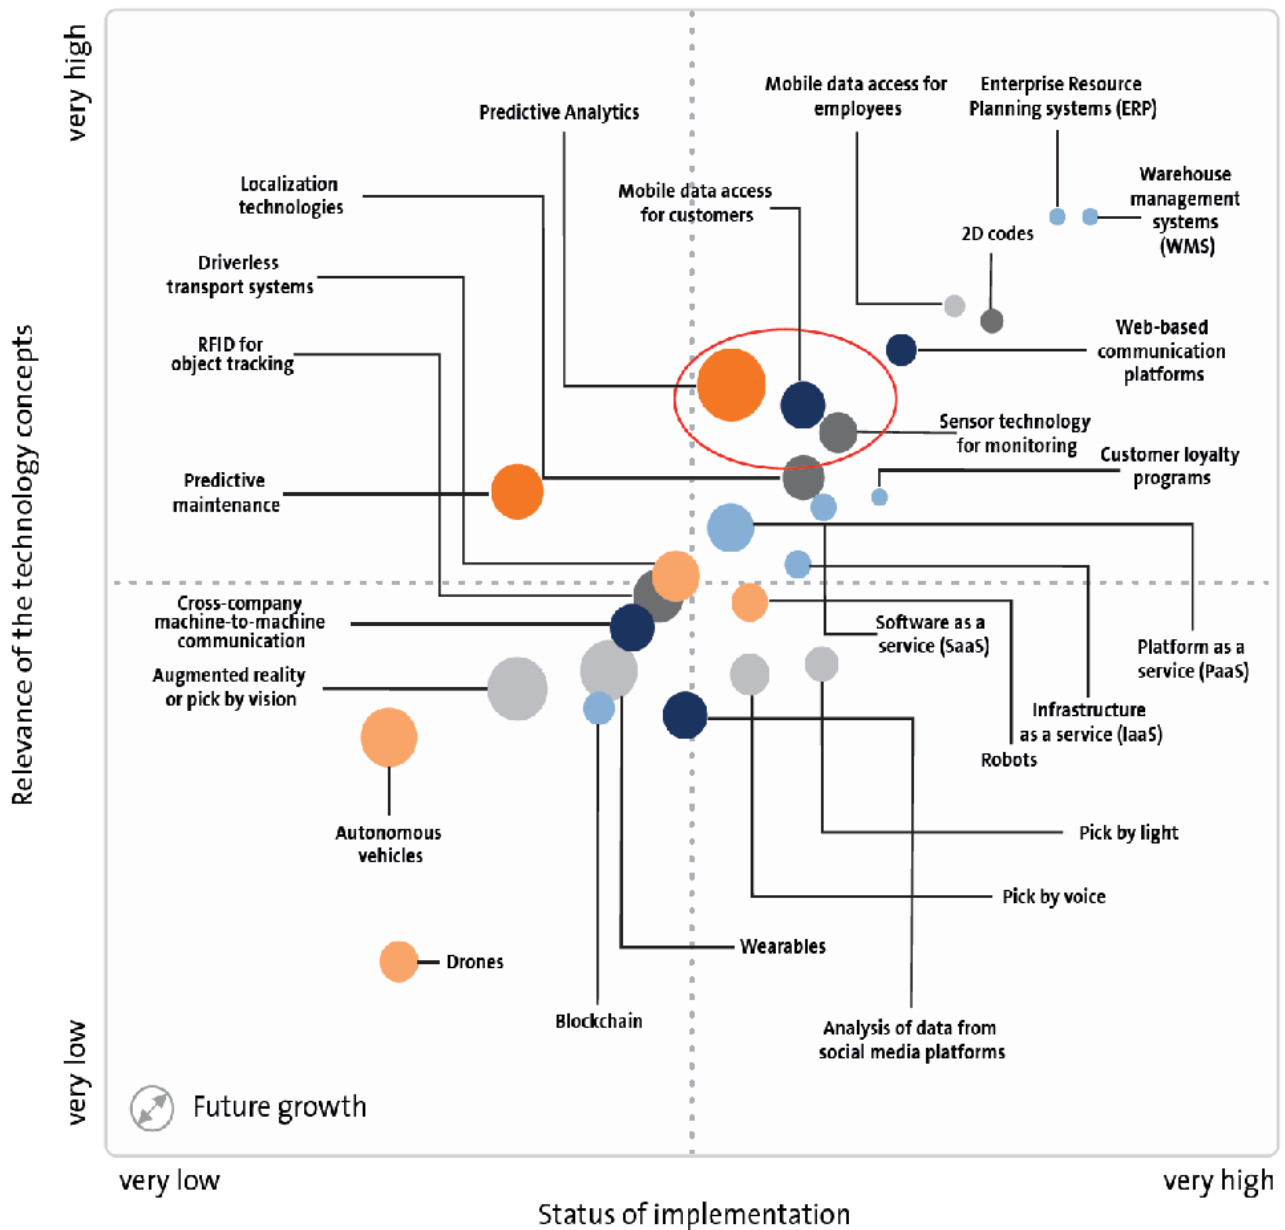 very high
Relevance of the technology concepts
very low
Predictive Analytics
Mobile data access for
employees
Enterprise Resource
Planning systems (ERP)
Localization
technologies
Mobile data access
for customers
Warehouse
management
systems
(WMS)
2D codes
Driverless
transport systems
RFID for
object tracking
Web-based
communication
platforms
Sensor technology
for monitoring
Customer loyalty
programs
Predictive
maintenance
Cross-company
machine-to-machine
communication
Software as a
service (SaaS)
Platform as a
service (PaaS)
Augmented reality
or pick by vision
Infrastructure
as a service (IaaS)
Robots
Autonomous
vehicles
Pick by light
Pick by voice
Wearables
Drones
Blockchain
Analysis of data from
social media platforms
Future growth
very low
very high
Status of implementation